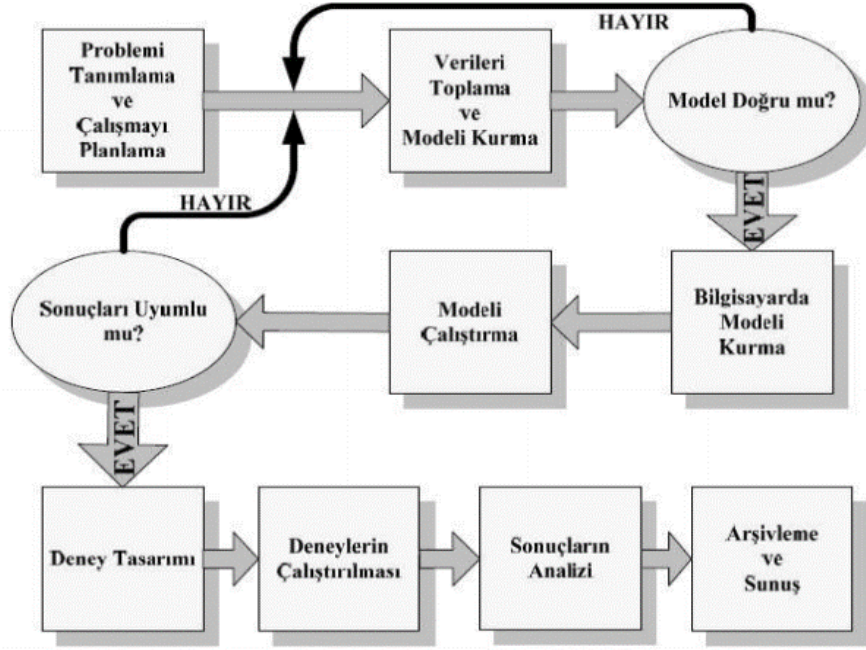 HAYIR
Problemi
Tanımlama
ve
Çalışmayı
Planlama
Verileri
Toplama
ve
Modeli Kurma
Model Doğru mu?
HAYIR
EVET
Sonuçları Uyumlu
mu?
Modeli
Çalıştırma
Bilgisayarda
Modeli
Kurma
EVET
Deney Tasarımı
Deneylerin
Çalıştırılması
Sonuçların
Analizi
Arşivleme
ve
Sunuş